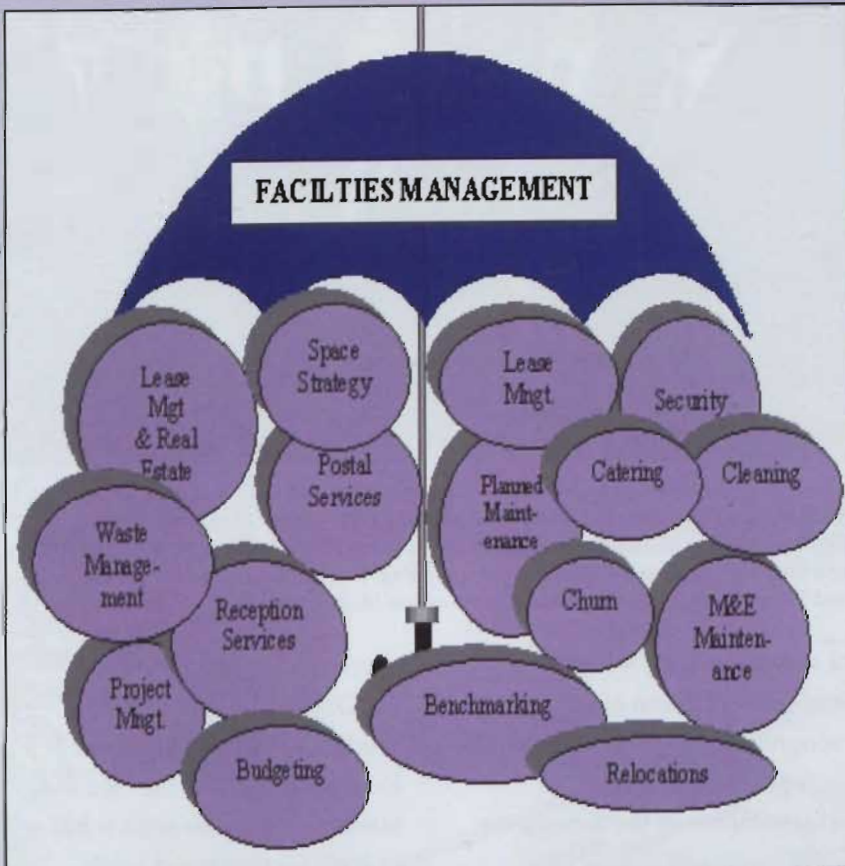 FACILTIES MANAGEMENT
Lease
Mgt
& Real
Estate
Space
Strategy
Lease
Mngt.
Security
Postal
Services
Planned
Maint-
enance
Catering
Cleaning
Waste
Manage-
ment
Reception
Services
Churn
M&E
Mainten-
ance
Project
Mngt.
Benchmarking
Budgeting
Relocations